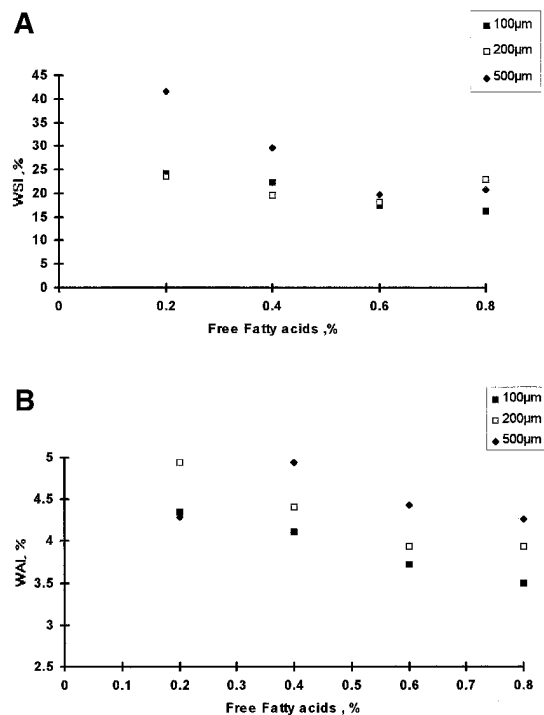 A
100µm
200µm
500µm
45
40
35
30
25
20
15
10
5
0
WSI ,%
0 0.2 0.4 0.6 0.8
Free Fatty acids ,%
B
100µm
200µm
500µm
5
4.5
4
3.5
3
2.5
WAI, %
0 0.1 0.2 0.3 0.4 0.5 0.6 0.7 0.8
Free Fatty acids , %